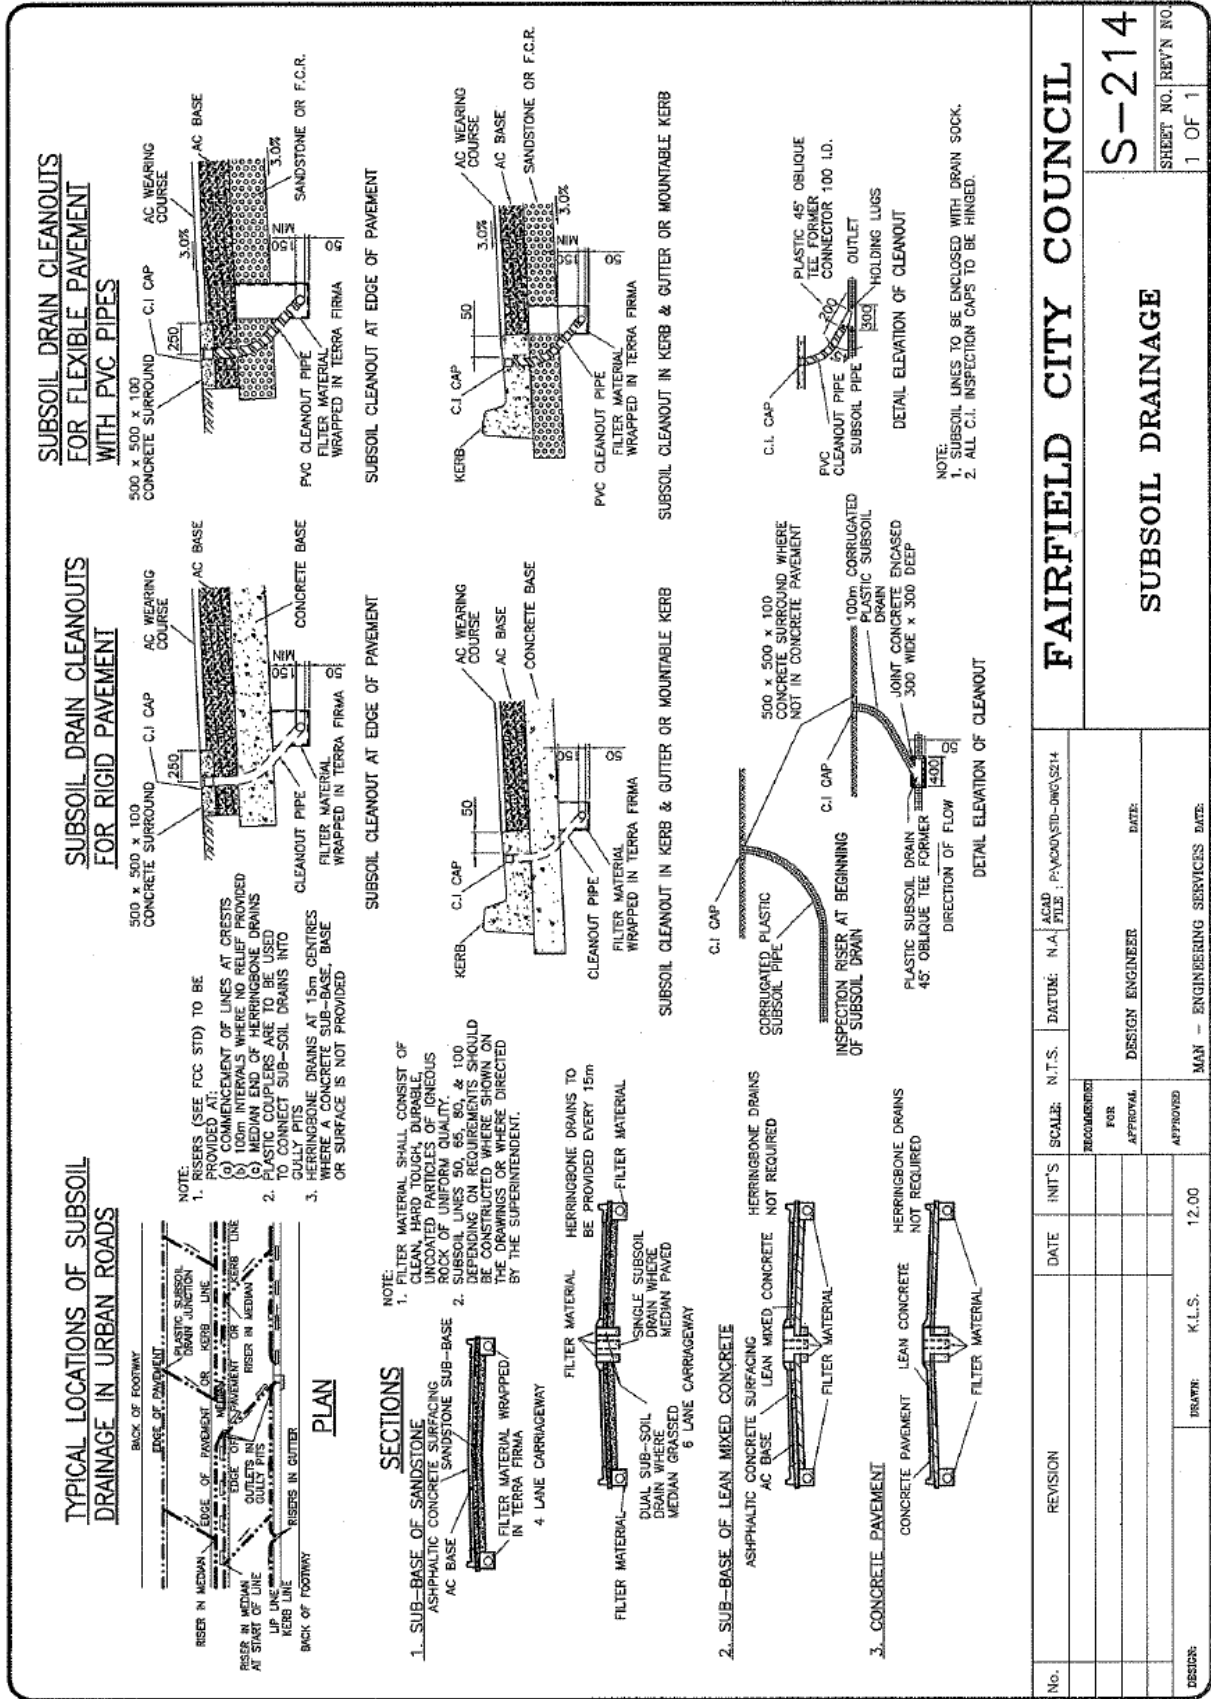 TYPICAL LOCATIONS OF SUBSOIL
DRAINAGE IN URBAN ROADS
BACK OF FOOTWAY
EDGE OF PAVEMENT
PLASTIC SUBSOIL
DRAIN JUNCTION
RISER IN MEDIAN
EDGE OF PAVEMENT OR KERB LINE
MEDIAN
EDGE OF PAVEMENT OR KERB LINE
RISER IN MEDIAN
AT START OF LINE
OUTLETS IN
GULLY PITS
RISER IN MEDIAN
LIP LINE
KERB LINE
RISERS IN GUTTER
BACK OF FOOTWAY
PLAN
NOTE:
1. RISERS (SEE FCC STD) TO BE
PROVIDED AT:
(a) COMMENCEMENT OF LINES AT CRESTS
(b) 100m INTERVALS WHERE NO RELIEF PROVIDED
(c) MEDIAN END OF HERRINGBONE DRAINS
2. PLASTIC COUPLERS ARE TO BE USED
TO CONNECT SUB-SOIL DRAINS INTO
GULLY PITS
3. HERRINGBONE DRAINS AT 15m CENTRES
WHERE A CONCRETE SUB-BASE, BASE
OR SURFACE IS NOT PROVIDED
SECTIONS
1. SUB-BASE OF SANDSTONE
ASHPHALTIC CONCRETE SURFACING
AC BASE
SANDSTONE SUB-BASE
FILTER MATERIAL WRAPPED
IN TERRA FIRMA
4 LANE CARRIAGEWAY
NOTE:
1. FILTER MATERIAL SHALL CONSIST OF
CLEAN, HARD TOUGH, DURABLE,
UNCOATED PARTICLES OF IGNEOUS
ROCK OF UNIFORM QUALITY.
2. SUBSOIL LINES 50, 65, 80, & 100
DEPENDING ON REQUIREMENTS SHOULD
BE CONSTRUCTED WHERE SHOWN ON
THE DRAWINGS OR WHERE DIRECTED
BY THE SUPERINTENDENT.
FILTER MATERIAL
HERRINGBONE DRAINS TO
BE PROVIDED EVERY 15m
FILTER MATERIAL
FILTER MATERIAL
DUAL SUB-SOIL
DRAIN WHERE
MEDIAN GRASSED
SINGLE SUBSOIL
DRAIN WHERE
MEDIAN PAVED
6 LANE CARRIAGEWAY
2. SUB-BASE OF LEAN MIXED CONCRETE
ASHPHALTIC CONCRETE SURFACING
AC BASE
LEAN MIXED CONCRETE
HERRINGBONE DRAINS
NOT REQUIRED
FILTER MATERIAL
3. CONCRETE PAVEMENT
CONCRETE PAVEMENT
LEAN CONCRETE
HERRINGBONE DRAINS
NOT REQUIRED
FILTER MATERIAL
SUBSOIL DRAIN CLEANOUTS
FOR RIGID PAVEMENT
500 x 500 x 100
CONCRETE SURROUND
C.I CAP
250
AC WEARING
COURSE
AC BASE
CONCRETE BASE
150
MIN
50
CLEANOUT PIPE
FILTER MATERIAL
WRAPPED IN TERRA FIRMA
SUBSOIL CLEANOUT AT EDGE OF PAVEMENT
KERB
C.I. CAP
50
AC WEARING
COURSE
AC BASE
CONCRETE BASE
150
50
CLEANOUT PIPE
FILTER MATERIAL
WRAPPED IN TERRA FIRMA
SUBSOIL CLEANOUT IN KERB & GUTTER OR MOUNTABLE KERB
C.I CAP
CORRUGATED PLASTIC
SUBSOIL PIPE
INSPECTION RISER AT BEGINNING
OF SUBSOIL DRAIN
500 x 500 x 100
CONCRETE SURROUND WHERE
NOT IN CONCRETE PAVEMENT
C.I CAP
100m CORRUGATED
PLASTIC SUBSOIL
DRAIN
JOINT CONCRETE ENCASED
300 WIDE x 300 DEEP
PLASTIC SUBSOIL DRAIN
45° OBLIQUE TEE FORMER
400
50
DIRECTION OF FLOW
DETAIL ELEVATION OF CLEANOUT
SUBSOIL DRAIN CLEANOUTS
FOR FLEXIBLE PAVEMENT
WITH PVC PIPES
500 x 500 x 100
CONCRETE SURROUND
C.I CAP
250
AC WEARING
COURSE
3.0%
AC BASE
3.0%
SANDSTONE OR F.C.R.
150
MIN
50
PVC CLEANOUT PIPE
FILTER MATERIAL
WRAPPED IN TERRA FIRMA
SUBSOIL CLEANOUT AT EDGE OF PAVEMENT
KERB
C.I. CAP
50
AC WEARING
COURSE
3.0%
AC BASE
SANDSTONE OR F.C.R.
3.0%
150
MIN
50
PVC CLEANOUT PIPE
FILTER MATERIAL
WRAPPED IN TERRA FIRMA
SUBSOIL CLEANOUT IN KERB & GUTTER OR MOUNTABLE KERB
C.I. CAP
PLASTIC 45° OBLIQUE
TEE FORMER
CONNECTOR 100 I.D.
200
PVC
CLEANOUT PIPE
SUBSOIL PIPE
300
OUTLET
HOLDING LUGS
DETAIL ELEVATION OF CLEANOUT
NOTE:
1. SUBSOIL LINES TO BE ENCLOSED WITH DRAIN SOCK.
2. ALL C.I. INSPECTION CAPS TO BE HINGED.
No.
REVISION
DATE
INIT'S
SCALE: N.T.S.
DATUM: N.A.
ACAD
FILE : P:\ACAD\STD-DWG\S214
RECOMMENDED
FOR
APPROVAL
DESIGN ENGINEER
DATE:
DESIGN:
DRAWN: K.L.S. 12.00
APPROVED
MAN - ENGINEERING SERVICES DATE:
FAIRFIELD CITY COUNCIL
SUBSOIL DRAINAGE
S-214
SHEET NO.
REV'N NO.
1 OF 1